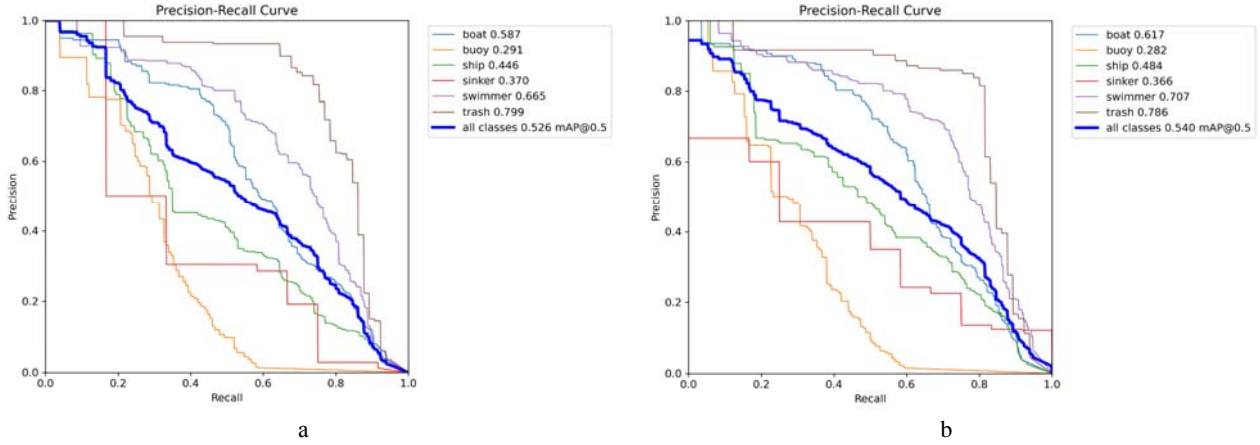 Precision-Recall Curve
1.0
0.8
0.6
0.4
0.2
0.0
Precision
0.0 0.2 0.4 0.6 0.8 1.0
Recall
boat 0.587
buoy 0.291
ship 0.446
sinker 0.370
swimmer 0.665
trash 0.799
all classes 0.526 mAP@0.5
a
Precision-Recall Curve
1.0
0.8
0.6
0.4
0.2
0.0
Precision
0.0 0.2 0.4 0.6 0.8 1.0
Recall
boat 0.617
buoy 0.282
ship 0.484
sinker 0.366
swimmer 0.707
trash 0.786
all classes 0.540 mAP@0.5
b